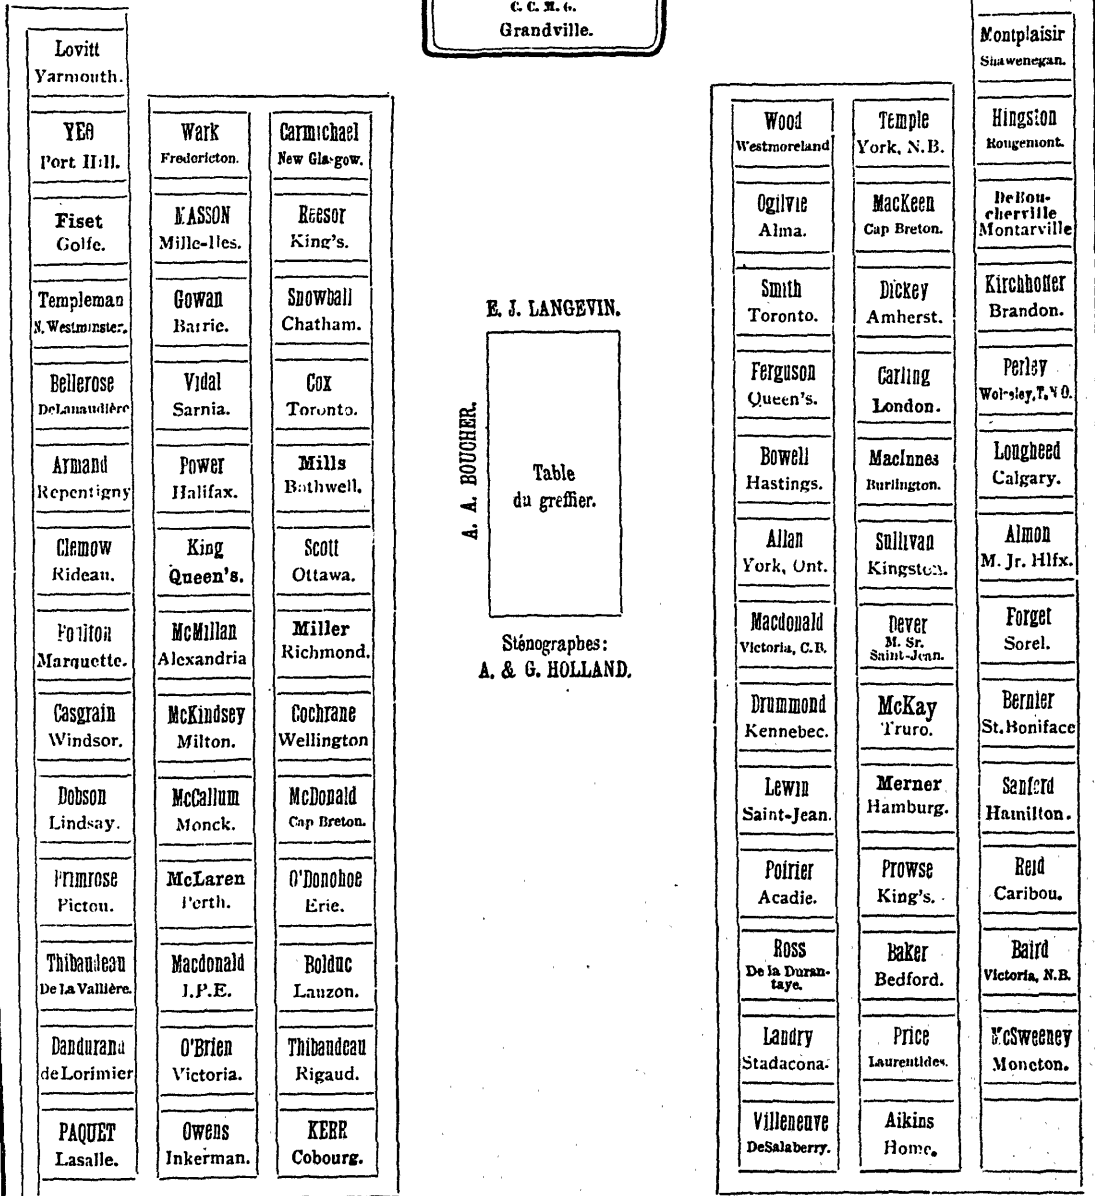 C. C. M. G.
Grandville.
Lovitt
Yarmouth.
YEO
Port Hill.
Fiset
Golfe.
Templeman
N. Westminster.
Bellerose
DeLanaudière
Armand
Repentigny
Clemow
Rideau.
Marquette.
Casgrain
Windsor.
Dobson
Lindsay.
Primrose
Pictou.
Thibaudeau
De La Vallière.
Dandurand
de Lorimier
PAQUET
Lasalle.
Wark
Fredericton.
MASSON
Mille-Iles.
Gowan
Barrie.
Vidal
Sarnia.
Power
Halifax.
King
Queen's.
McMillan
Alexandria
McKindsey
Milton.
McCallum
Monck.
McLaren
Perth.
Macdonald
I.P.E.
O'Brien
Victoria.
Owens
Inkerman.
Carmichael
New Glasgow.
Reesor
King's.
Snowball
Chatham.
Cox
Toronto.
Mills
Bothwell.
Scott
Ottawa.
Miller
Richmond.
Cochrane
Wellington
McDonald
Cap Breton.
O'Donohoe
Erie.
Bolduc
Lauzon.
Thibaudeau
Rigaud.
KERR
Cobourg.
E. J. LANGEVIN.
A. A. BOUCHER.
Table
du greffier.
Sténographes:
A. & G. HOLLAND.
Wood
Westmoreland
Ogilvie
Alma.
Smith
Toronto.
Ferguson
Queen's.
Bowell
Hastings.
Allan
York, Ont.
Macdonald
Victoria, C.B.
Drummond
Kennebec.
Lewin
Saint-Jean.
Poirier
Acadie.
Ross
De la Duran-
taye.
Landry
Stadacona.
Villeneuve
DeSalaberry.
Temple
York, N.B.
MacKeen
Cap Breton.
Dickey
Amherst.
Carling
London.
MacInnes
Burlington.
Sullivan
Kingston.
Dever
M. Sr.
Saint-Jean.
McKay
Truro.
Merner
Hamburg.
Prowse
King's.
Baker
Bedford.
Price
Laurentides.
Aikins
Home.
Montplaisir
Shawenegan.
Hingston
Rougemont.
DeBou-
cherville
Montarville
Kirchhoffer
Brandon.
Perley
Wolseley, T.N.O.
Lougheed
Calgary.
Almon
M. Jr. Hlfx.
Forget
Sorel.
Bernier
St. Boniface
Sanford
Hamilton.
Reid
Caribou.
Baird
Victoria, N.B.
McSweeney
Moncton.